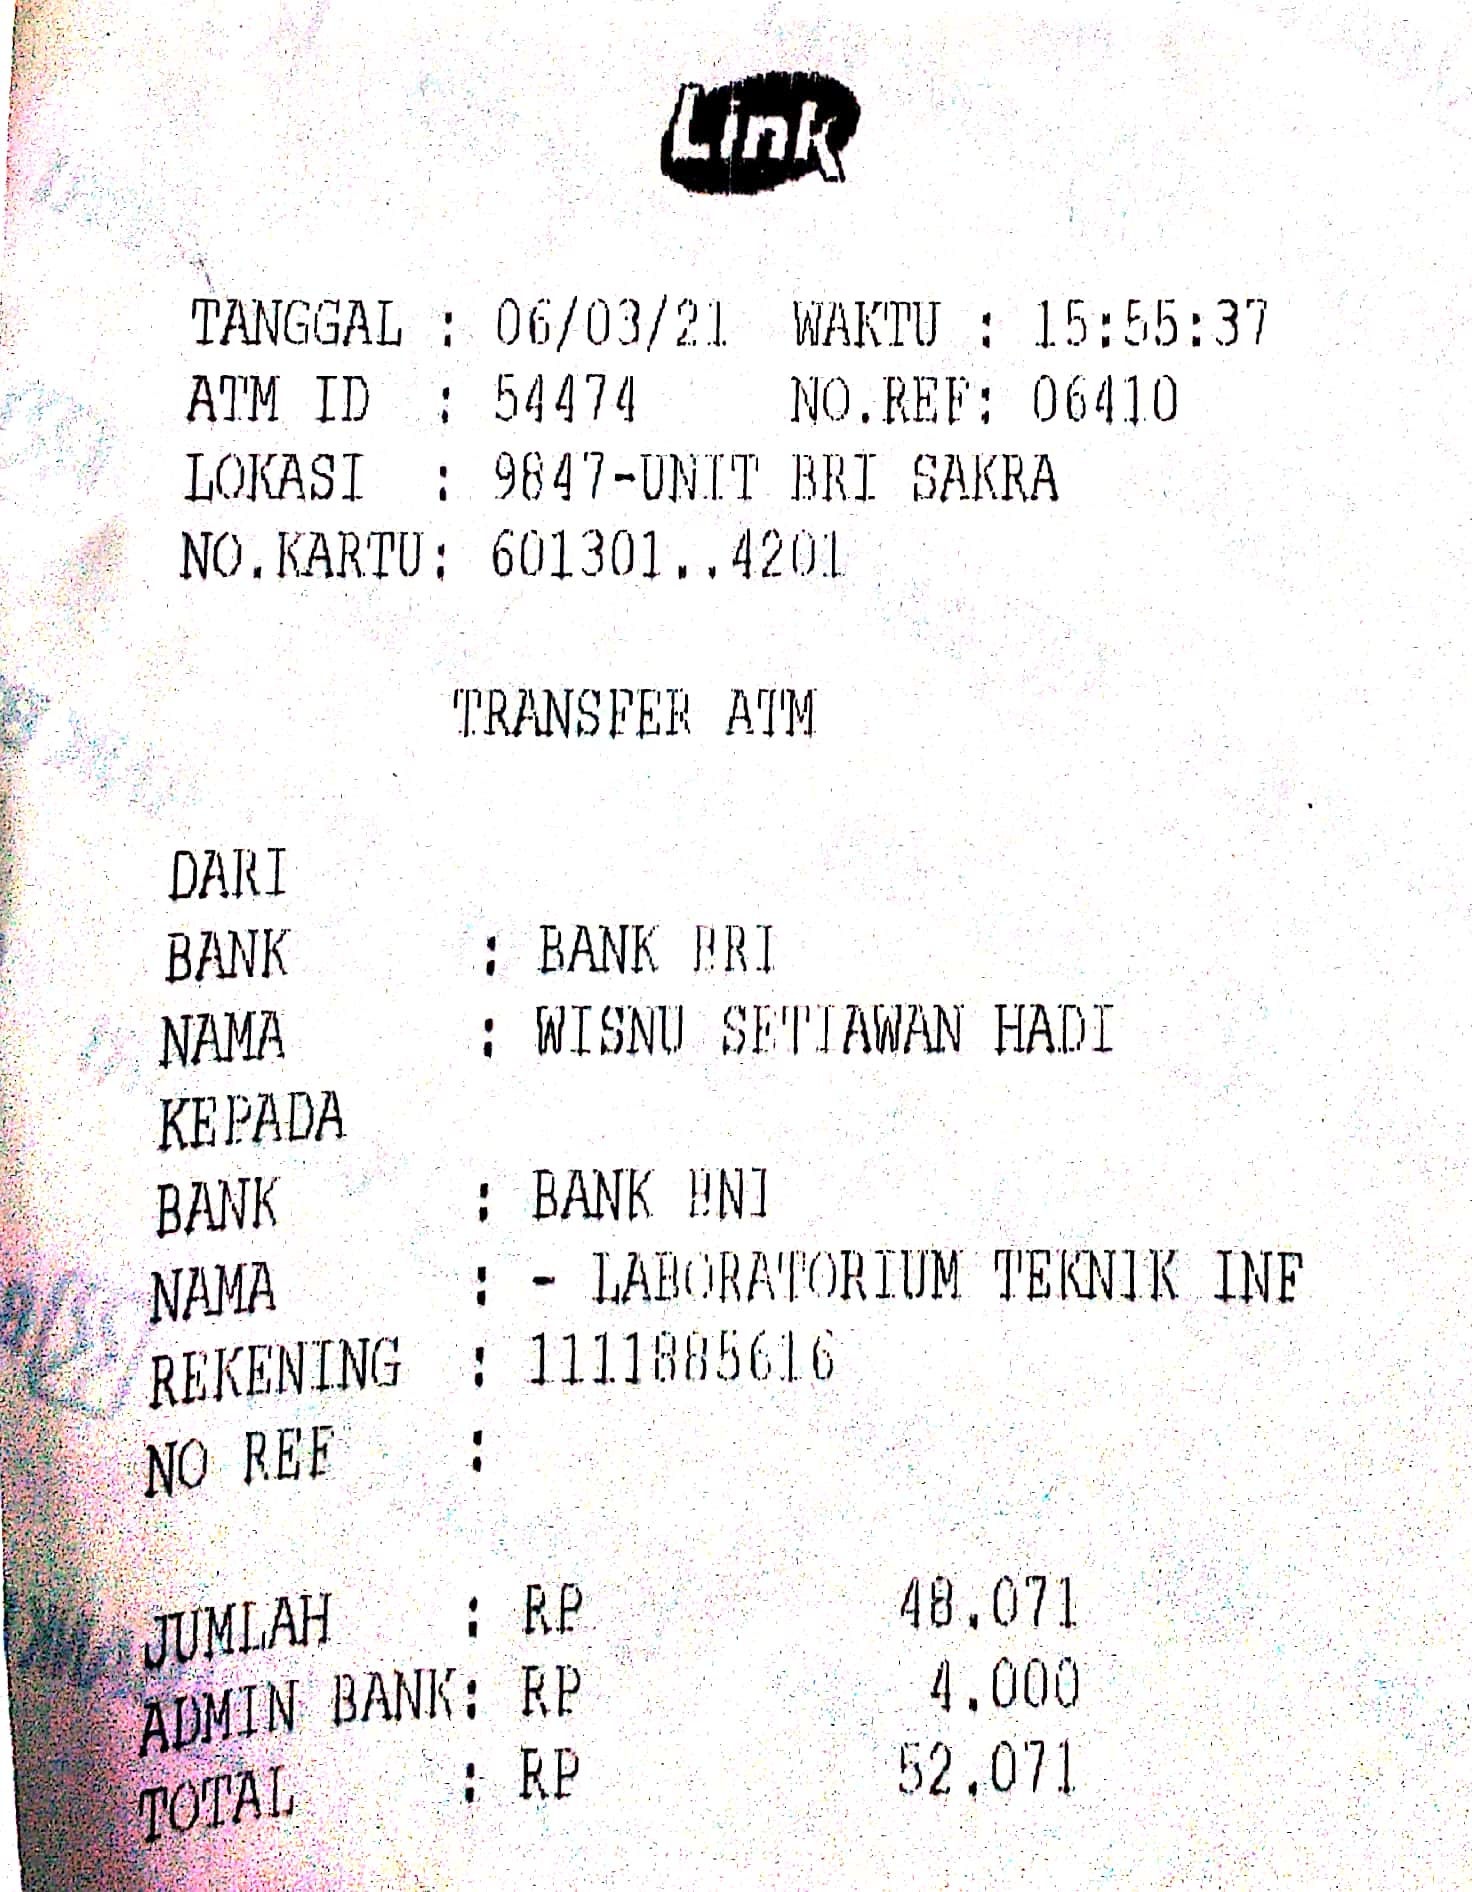 Link
TANGGAL : 06/03/21 WAKTU : 15:55:37
ATM ID : 54474 NO.REF: 06410
LOKASI : 9847-UNIT BRI SAKRA
NO.KARTU: 601301..4201
TRANSFER ATM
DARI
BANK : BANK BRI
NAMA : WISNU SETIAWAN HADI
KEPADA
BANK : BANK BNI
NAMA : - LABORATORIUM TEKNIK INF
REKENING : 1111885616
NO REF :
JUMLAH : RP 48.071
ADMIN BANK: RP 4.000
TOTAL : RP 52.071